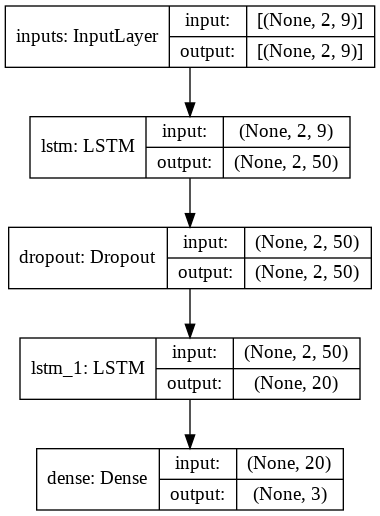 inputs: InputLayer input: [(None, 2, 9)]
output: [(None, 2, 9)]
lstm: LSTM input: (None, 2, 9)
output: (None, 2, 50)
dropout: Dropout input: (None, 2, 50)
output: (None, 2, 50)
lstm_1: LSTM input: (None, 2, 50)
output: (None, 20)
dense: Dense input: (None, 20)
output: (None, 3)